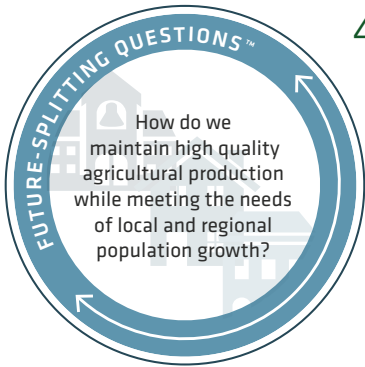 FUTURE-SPLITTING QUESTIONS™
How do we
maintain high quality
agricultural production
while meeting the needs
of local and regional
population growth?